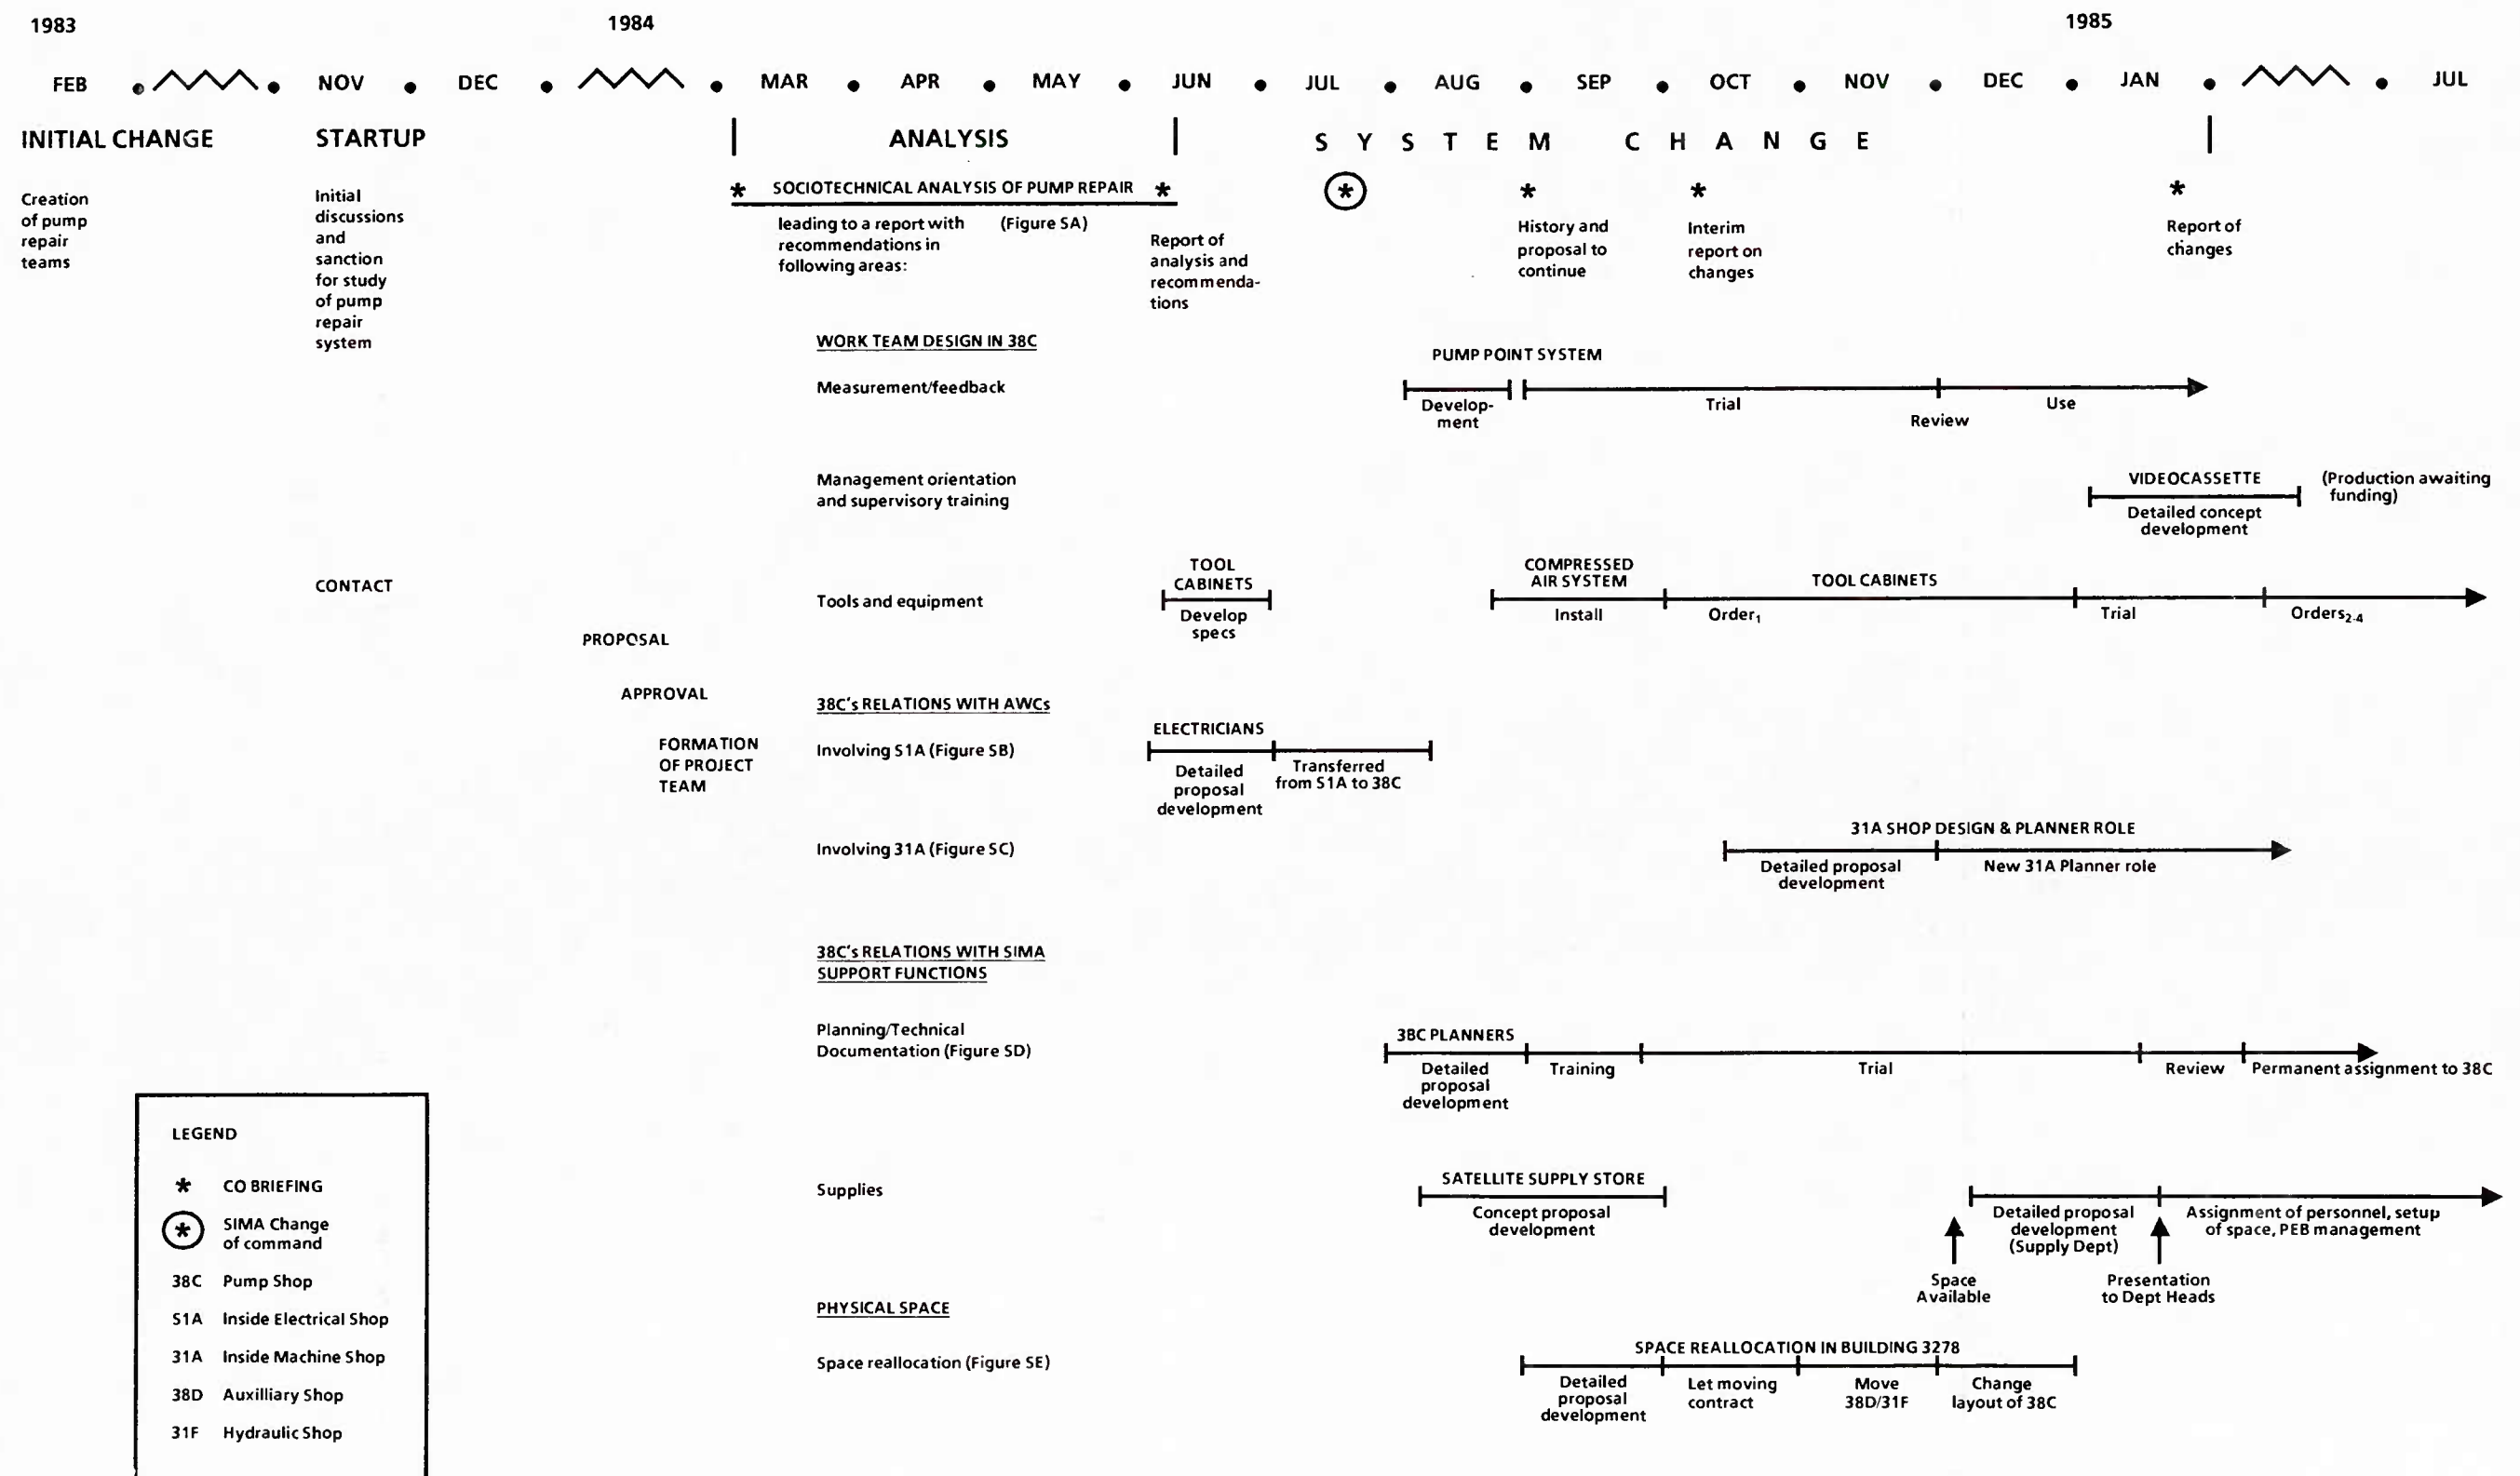 1983
1984
1985
FEB NOV DEC MAR APR MAY JUN JUL AUG SEP OCT NOV DEC JAN JUL
INITIAL CHANGE
STARTUP
ANALYSIS
SYSTEM CHANGE
Creation
of pump
repair
teams
Initial
discussions
and
sanction
for study
of pump
repair
system
* SOCIOTECHNICAL ANALYSIS OF PUMP REPAIR *
leading to a report with (Figure SA)
recommendations in
following areas:
Report of
analysis and
recommenda-
tions
*
*
History and
proposal to
continue
*
Interim
report on
changes
*
Report of
changes
WORK TEAM DESIGN IN 38C
Measurement/feedback
PUMP POINT SYSTEM
Develop-
ment
Trial
Review
Use
Management orientation
and supervisory training
VIDEOCASSETTE
Detailed concept
development
(Production awaiting
funding)
CONTACT
PROPOSAL
APPROVAL
FORMATION
OF PROJECT
TEAM
Tools and equipment
TOOL
CABINETS
Develop
specs
COMPRESSED
AIR SYSTEM
Install
TOOL CABINETS
Order₁
Trial
Orders₂₋₄
38C's RELATIONS WITH AWCs
Involving S1A (Figure SB)
ELECTRICIANS
Detailed
proposal
development
Transferred
from S1A to 38C
Involving 31A (Figure SC)
31A SHOP DESIGN & PLANNER ROLE
Detailed proposal
development
New 31A Planner role
38C's RELATIONS WITH SIMA
SUPPORT FUNCTIONS
Planning/Technical
Documentation (Figure SD)
38C PLANNERS
Detailed
proposal
development
Training
Trial
Review
Permanent assignment to 38C
Supplies
SATELLITE SUPPLY STORE
Concept proposal
development
Detailed proposal
development
(Supply Dept)
Assignment of personnel, setup
of space, PEB management
Space
Available
Presentation
to Dept Heads
PHYSICAL SPACE
Space reallocation (Figure SE)
SPACE REALLOCATION IN BUILDING 3278
Detailed
proposal
development
Let moving
contract
Move
38D/31F
Change
layout of 38C
LEGEND
* CO BRIEFING
* SIMA Change
of command
38C Pump Shop
S1A Inside Electrical Shop
31A Inside Machine Shop
38D Auxilliary Shop
31F Hydraulic Shop